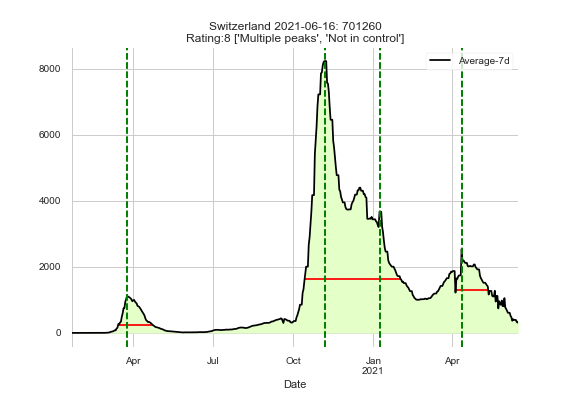 Switzerland 2021-06-16: 701260
Rating:8 ['Multiple peaks', 'Not in control']
Average-7d
8000
6000
4000
2000
0
Apr
Jul
Oct
Jan
2021
Apr
Date